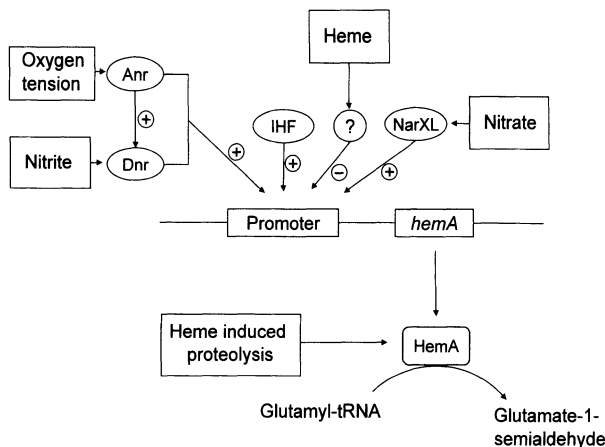 Heme
Oxygen
tension
Anr
+
IHF
?
NarXL
Nitrate
Nitrite
Dnr
+
+
−
+
Promoter
hemA
Heme induced
proteolysis
HemA
Glutamyl-tRNA
Glutamate-1-
semialdehyde